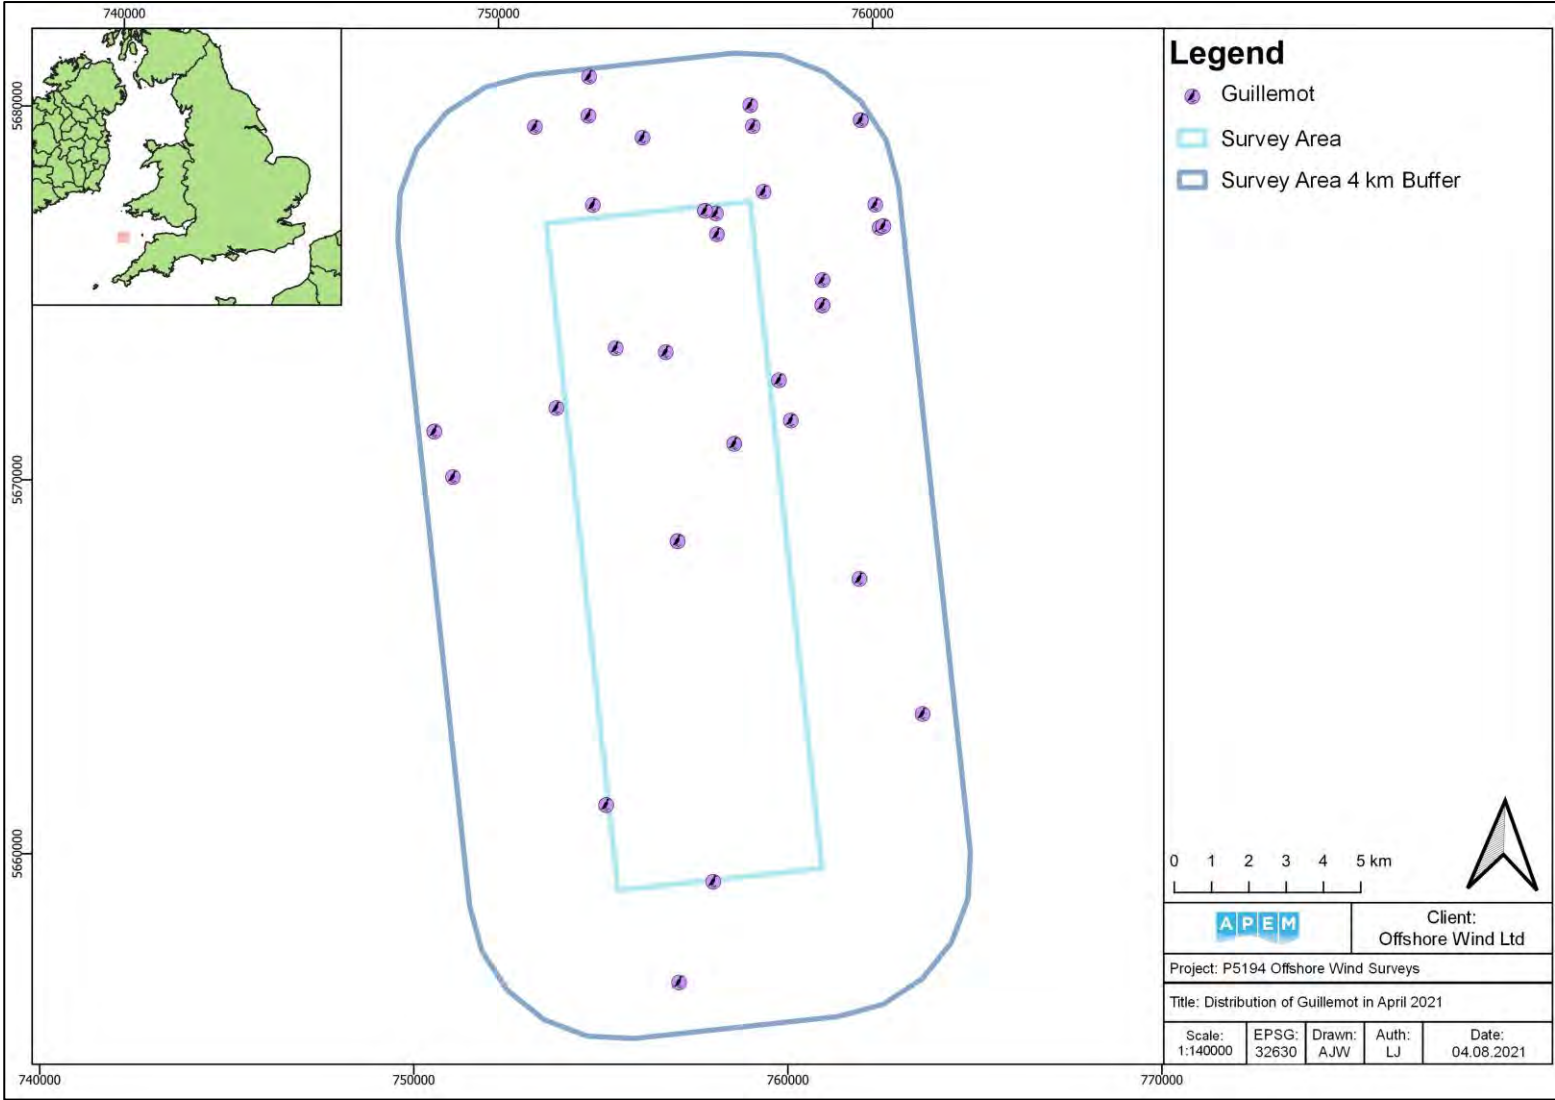 740000
750000
760000
5680000
5670000
5660000
740000
750000
760000
770000
Legend
Guillemot
Survey Area
Survey Area 4 km Buffer
0 1 2 3 4 5 km
APEM
Client:
Offshore Wind Ltd
Project: P5194 Offshore Wind Surveys
Title: Distribution of Guillemot in April 2021
Scale: EPSG: Drawn: Auth: Date:
1:140000 32630 AJW LJ 04.08.2021